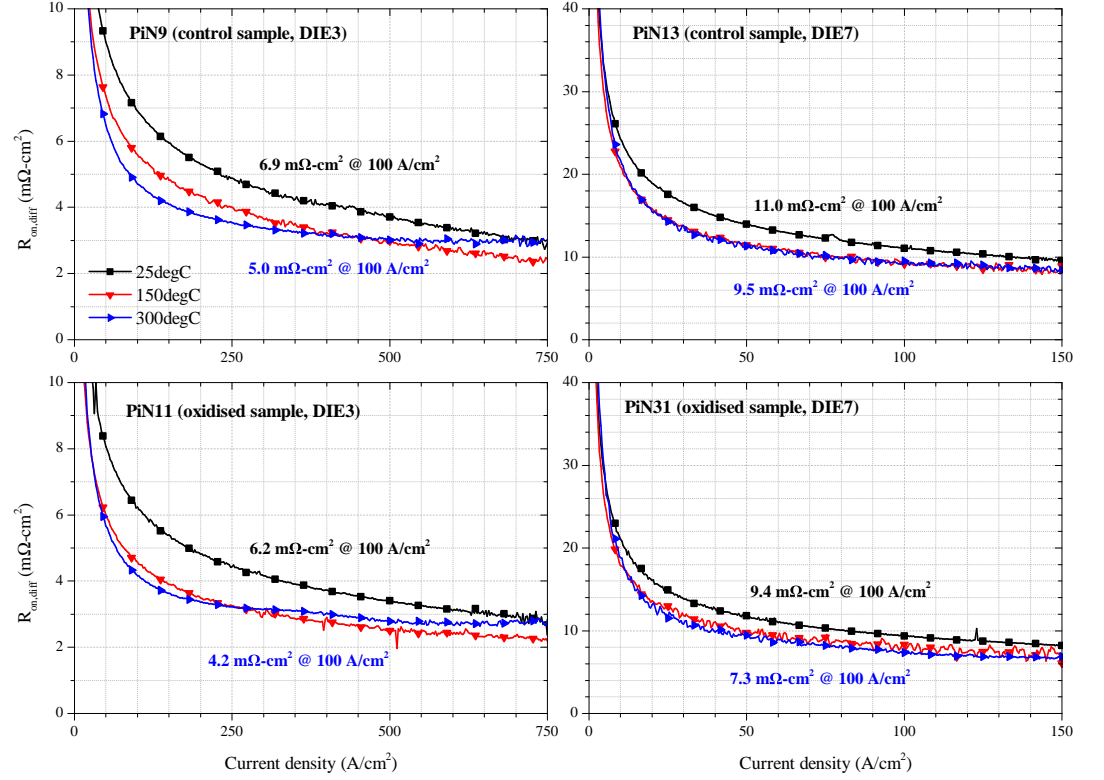 PiN9 (control sample, DIE3)
10
8
6
4
2
0
R_on,diff (mΩ-cm²)
6.9 mΩ-cm² @ 100 A/cm²
5.0 mΩ-cm² @ 100 A/cm²
25degC
150degC
300degC
0
250
500
750
PiN13 (control sample, DIE7)
40
30
20
10
0
11.0 mΩ-cm² @ 100 A/cm²
9.5 mΩ-cm² @ 100 A/cm²
0
50
100
150
PiN11 (oxidised sample, DIE3)
10
8
6
4
2
0
R_on,diff (mΩ-cm²)
6.2 mΩ-cm² @ 100 A/cm²
4.2 mΩ-cm² @ 100 A/cm²
0
250
500
750
Current density (A/cm²)
PiN31 (oxidised sample, DIE7)
40
30
20
10
0
9.4 mΩ-cm² @ 100 A/cm²
7.3 mΩ-cm² @ 100 A/cm²
0
50
100
150
Current density (A/cm²)